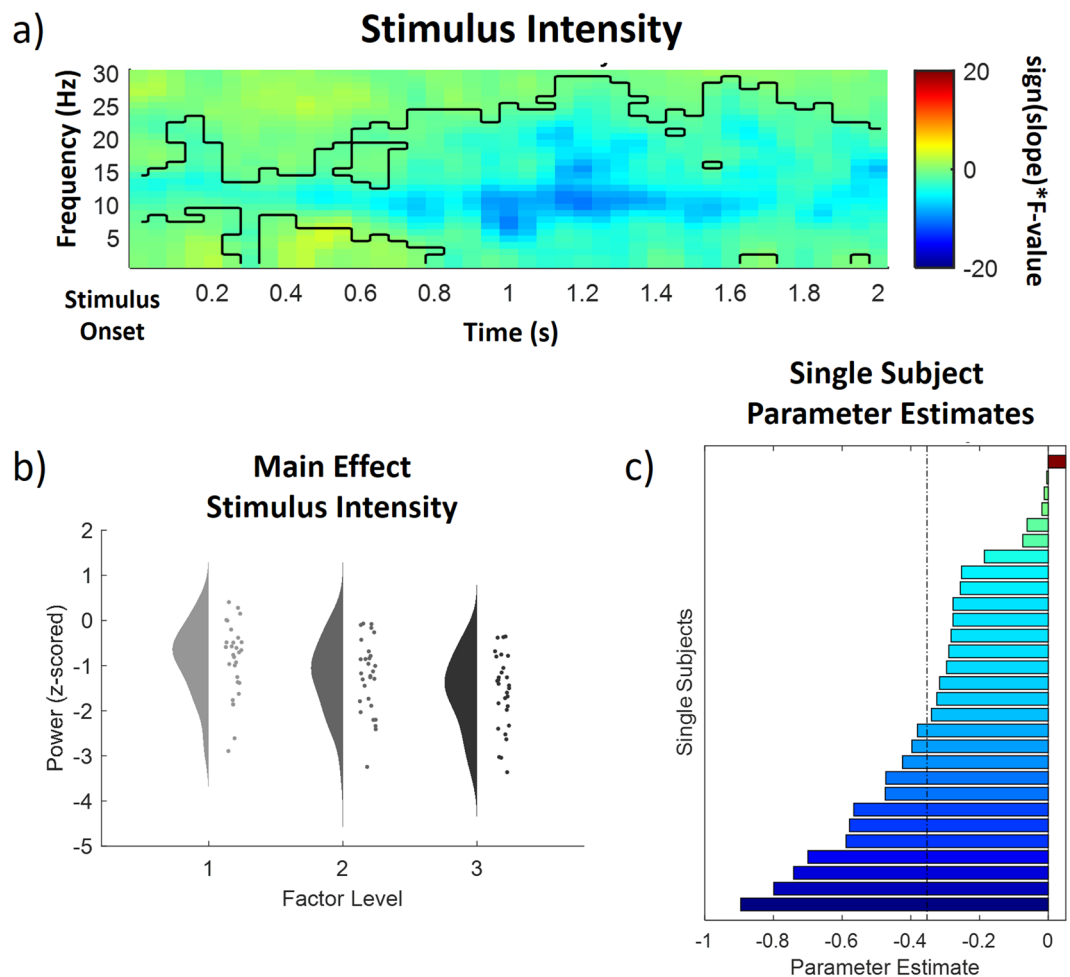 a)
Stimulus Intensity
Frequency (Hz)
30
25
20
15
10
5
0.2 0.4 0.6 0.8 1 1.2 1.4 1.6 1.8 2
Stimulus
Onset
Time (s)
20
0
-20
sign(slope)*F-value
b)
Main Effect
Stimulus Intensity
Power (z-scored)
2
1
0
-1
-2
-3
-4
-5
1 2 3
Factor Level
Single Subject
Parameter Estimates
c)
Single Subjects
-1 -0.8 -0.6 -0.4 -0.2 0
Parameter Estimate